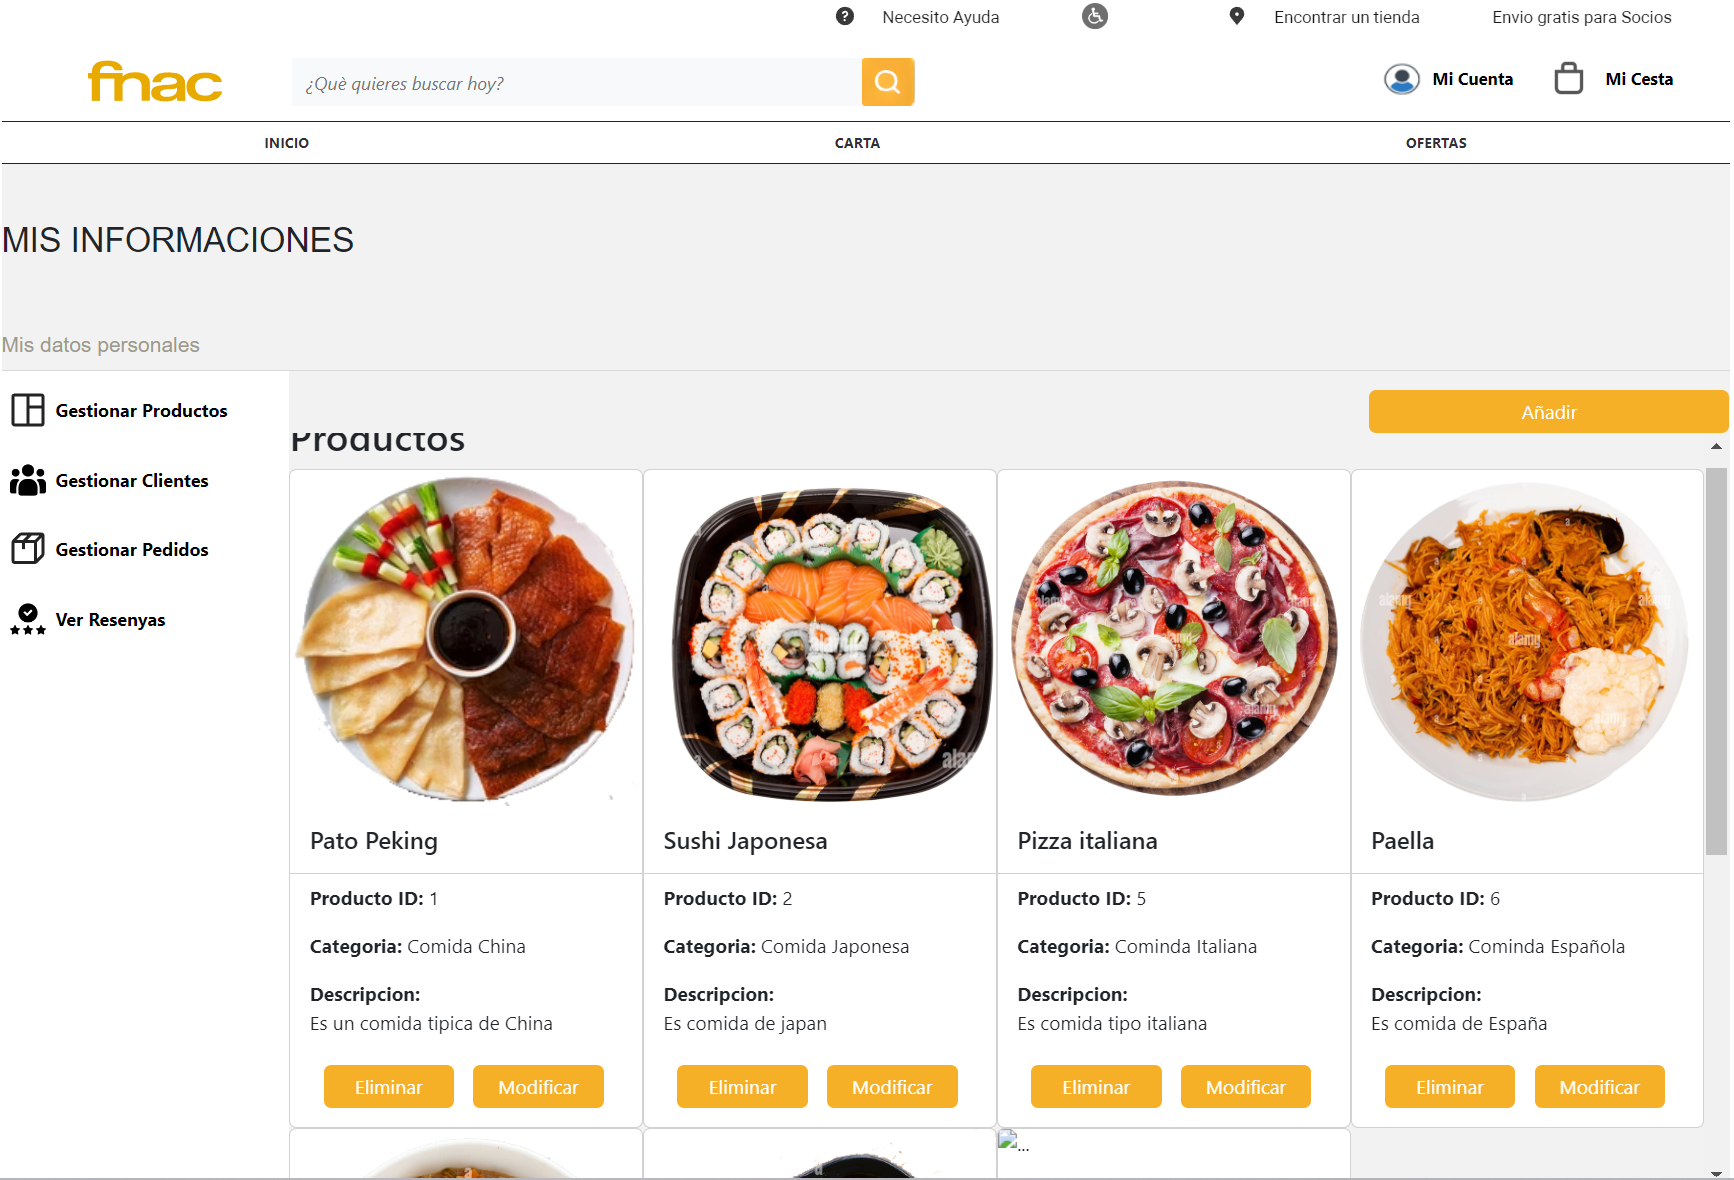 Necesito Ayuda
Encontrar un tienda
Envio gratis para Socios
fnac
¿Què quieres buscar hoy?
Mi Cuenta
Mi Cesta
INICIO
CARTA
OFERTAS
MIS INFORMACIONES
Mis datos personales
Gestionar Productos
Gestionar Clientes
Gestionar Pedidos
Ver Resenyas
Añadir
Productos
Pato Peking
Producto ID: 1
Categoria: Comida China
Descripcion:
Es un comida tipica de China
Eliminar
Modificar
Sushi Japonesa
Producto ID: 2
Categoria: Comida Japonesa
Descripcion:
Es comida de japan
Eliminar
Modificar
Pizza italiana
Producto ID: 5
Categoria: Cominda Italiana
Descripcion:
Es comida tipo italiana
Eliminar
Modificar
Paella
Producto ID: 6
Categoria: Cominda Española
Descripcion:
Es comida de España
Eliminar
Modificar
...